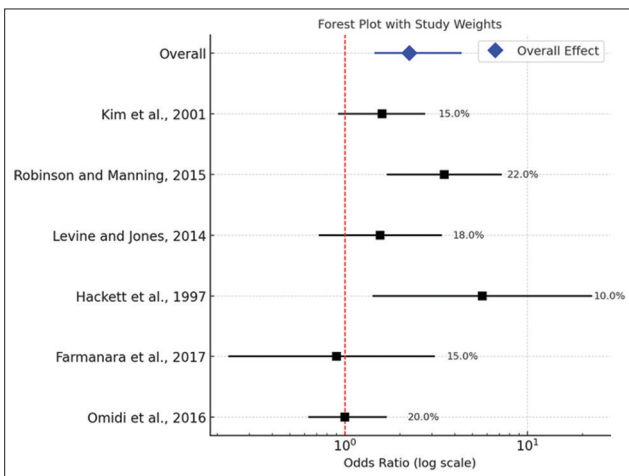 Forest Plot with Study Weights
Overall
Overall Effect
Kim et al., 2001
15.0%
Robinson and Manning, 2015
22.0%
Levine and Jones, 2014
18.0%
Hackett et al., 1997
10.0%
Farmanara et al., 2017
15.0%
Omidi et al., 2016
20.0%
10⁰
10¹
Odds Ratio (log scale)